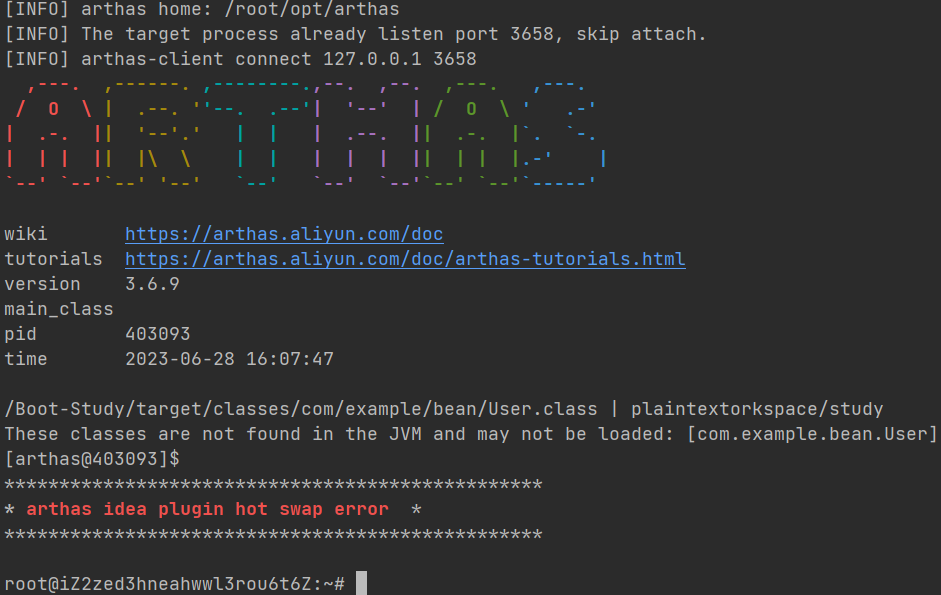 [INFO] arthas home: /root/opt/arthas
[INFO] The target process already listen port 3658, skip attach.
[INFO] arthas-client connect 127.0.0.1 3658
ARTHAS
wiki https://arthas.aliyun.com/doc
tutorials https://arthas.aliyun.com/doc/arthas-tutorials.html
version 3.6.9
main_class
pid 403093
time 2023-06-28 16:07:47
/Boot-Study/target/classes/com/example/bean/User.class | plaintextorkspace/study
These classes are not found in the JVM and may not be loaded: [com.example.bean.User]
[arthas@403093]$
*************************************************
* arthas idea plugin hot swap error  *
*************************************************
root@iZ2zed3hneahwwl3rou6t6Z:~#